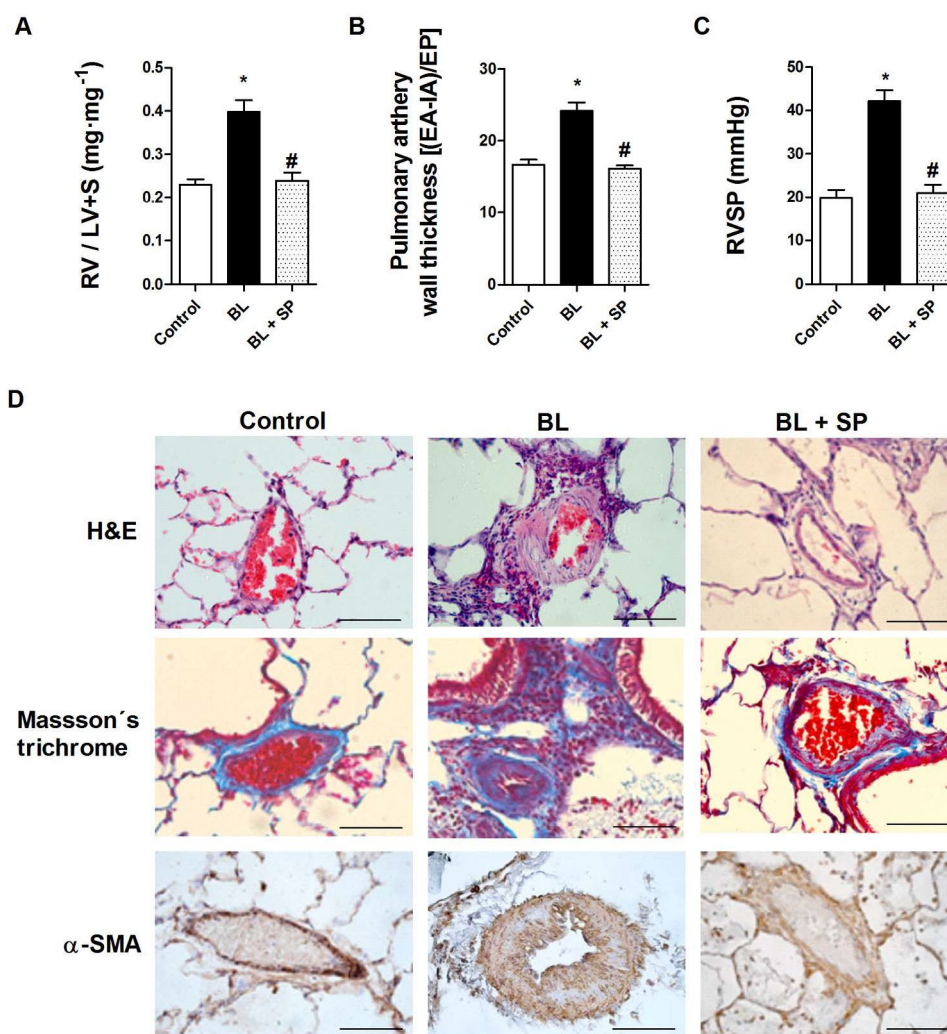 A
RV / LV+S (mg·mg⁻¹)
0.5
0.4
0.3
0.2
0.1
0.0
*
#
Control
BL
BL + SP
B
Pulmonary arthery
wall thickness [(EA-IA)/EP]
30
20
10
0
*
#
Control
BL
BL + SP
C
RVSP (mmHg)
50
40
30
20
10
0
*
#
Control
BL
BL + SP
D
Control
BL
BL + SP
H&E
Massson´s
trichrome
α-SMA